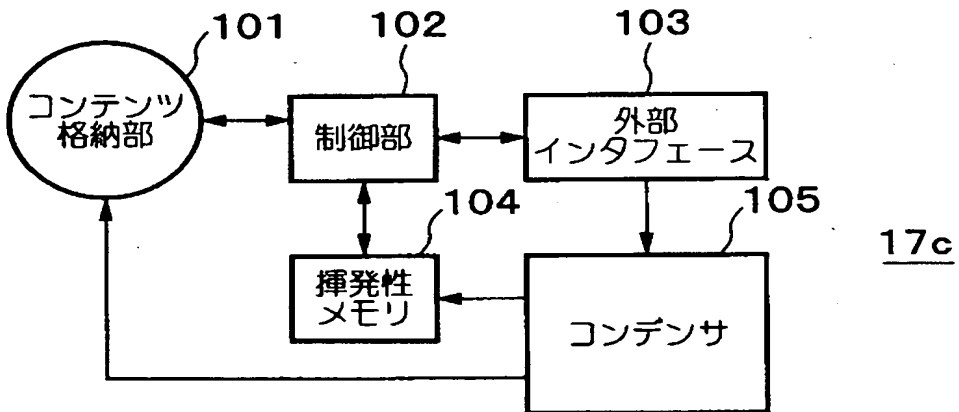 101
102
103
コンテンツ
格納部
制御部
外部
インタフェース
104
105
揮発性
メモリ
コンデンサ
17c